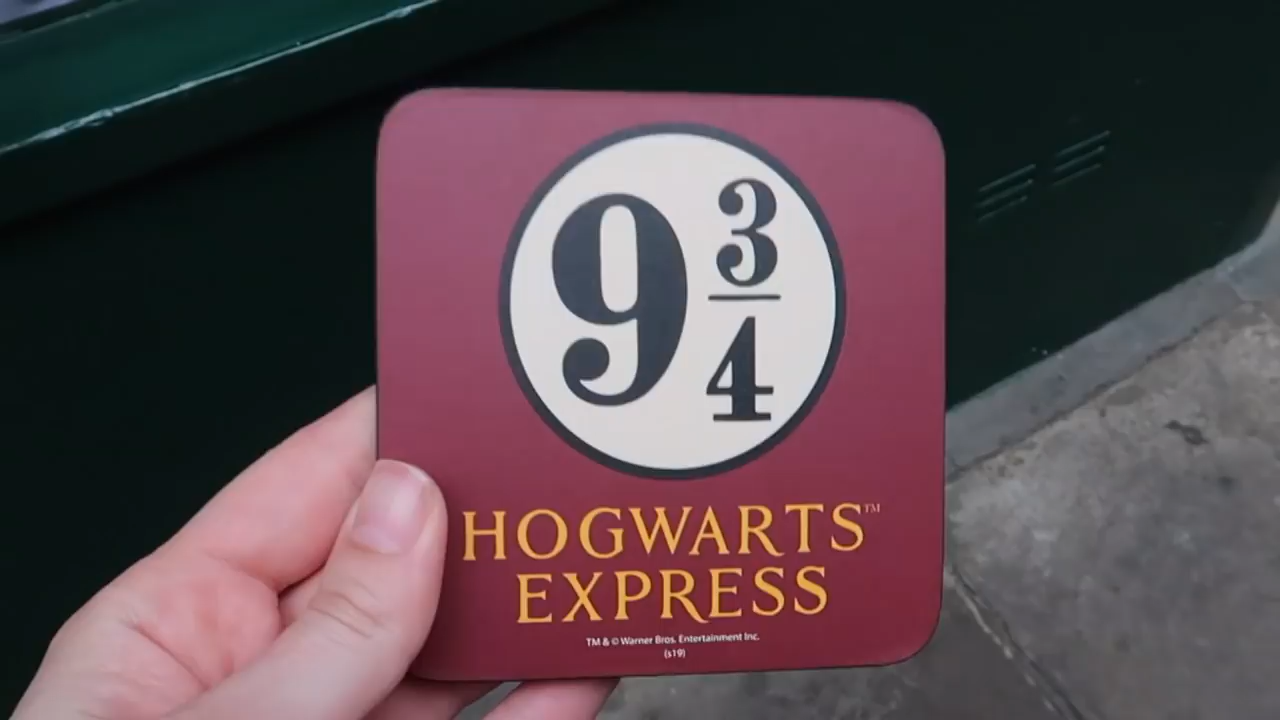 9 3/4
HOGWARTS™
EXPRESS
TM & © Warner Bros. Entertainment Inc.
(s19)